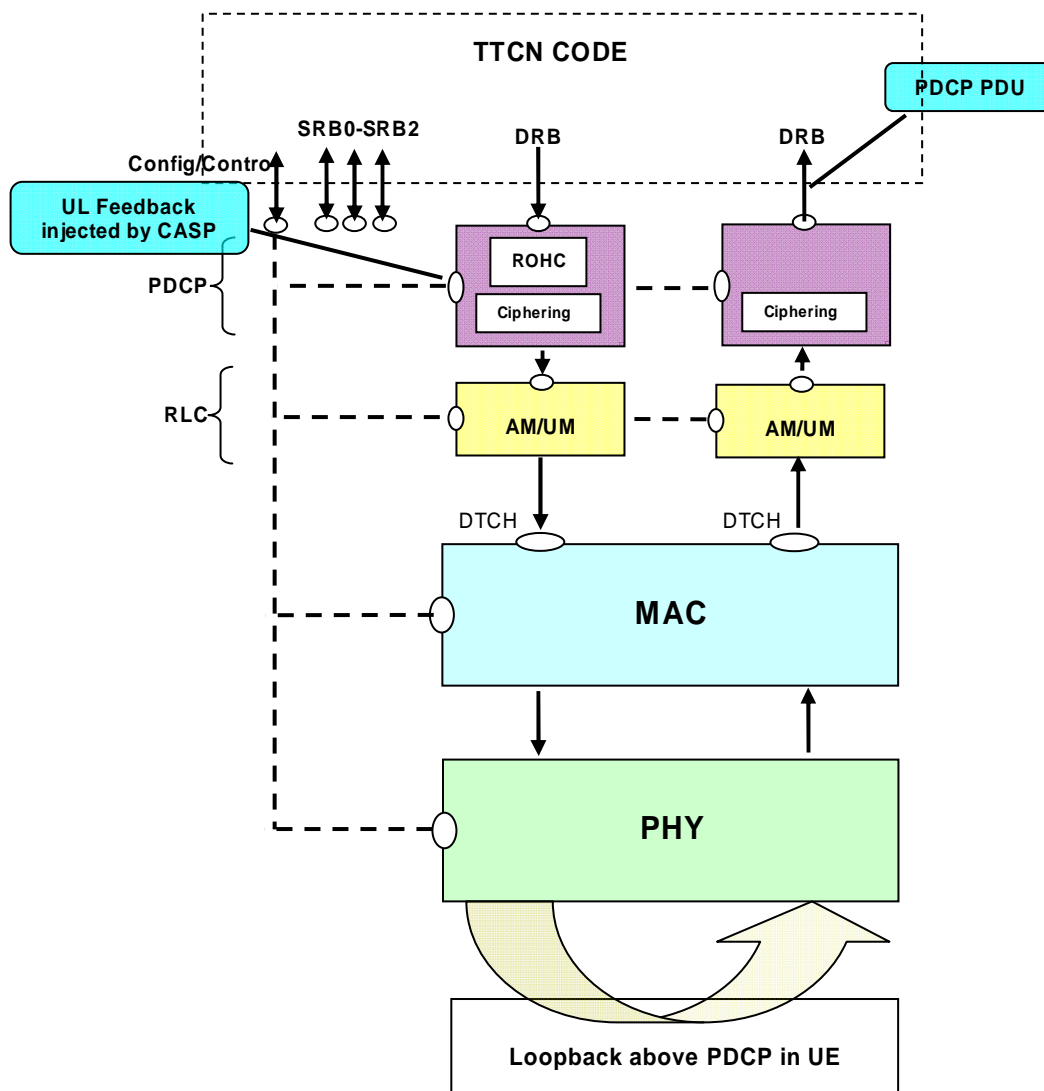 TTCN CODE
PDCP PDU
SRB0-SRB2
DRB
DRB
Config/Contro
UL Feedback
injected by CASP
ROHC
PDCP
Ciphering
Ciphering
RLC
AM/UM
AM/UM
DTCH
DTCH
MAC
PHY
Loopback above PDCP in UE